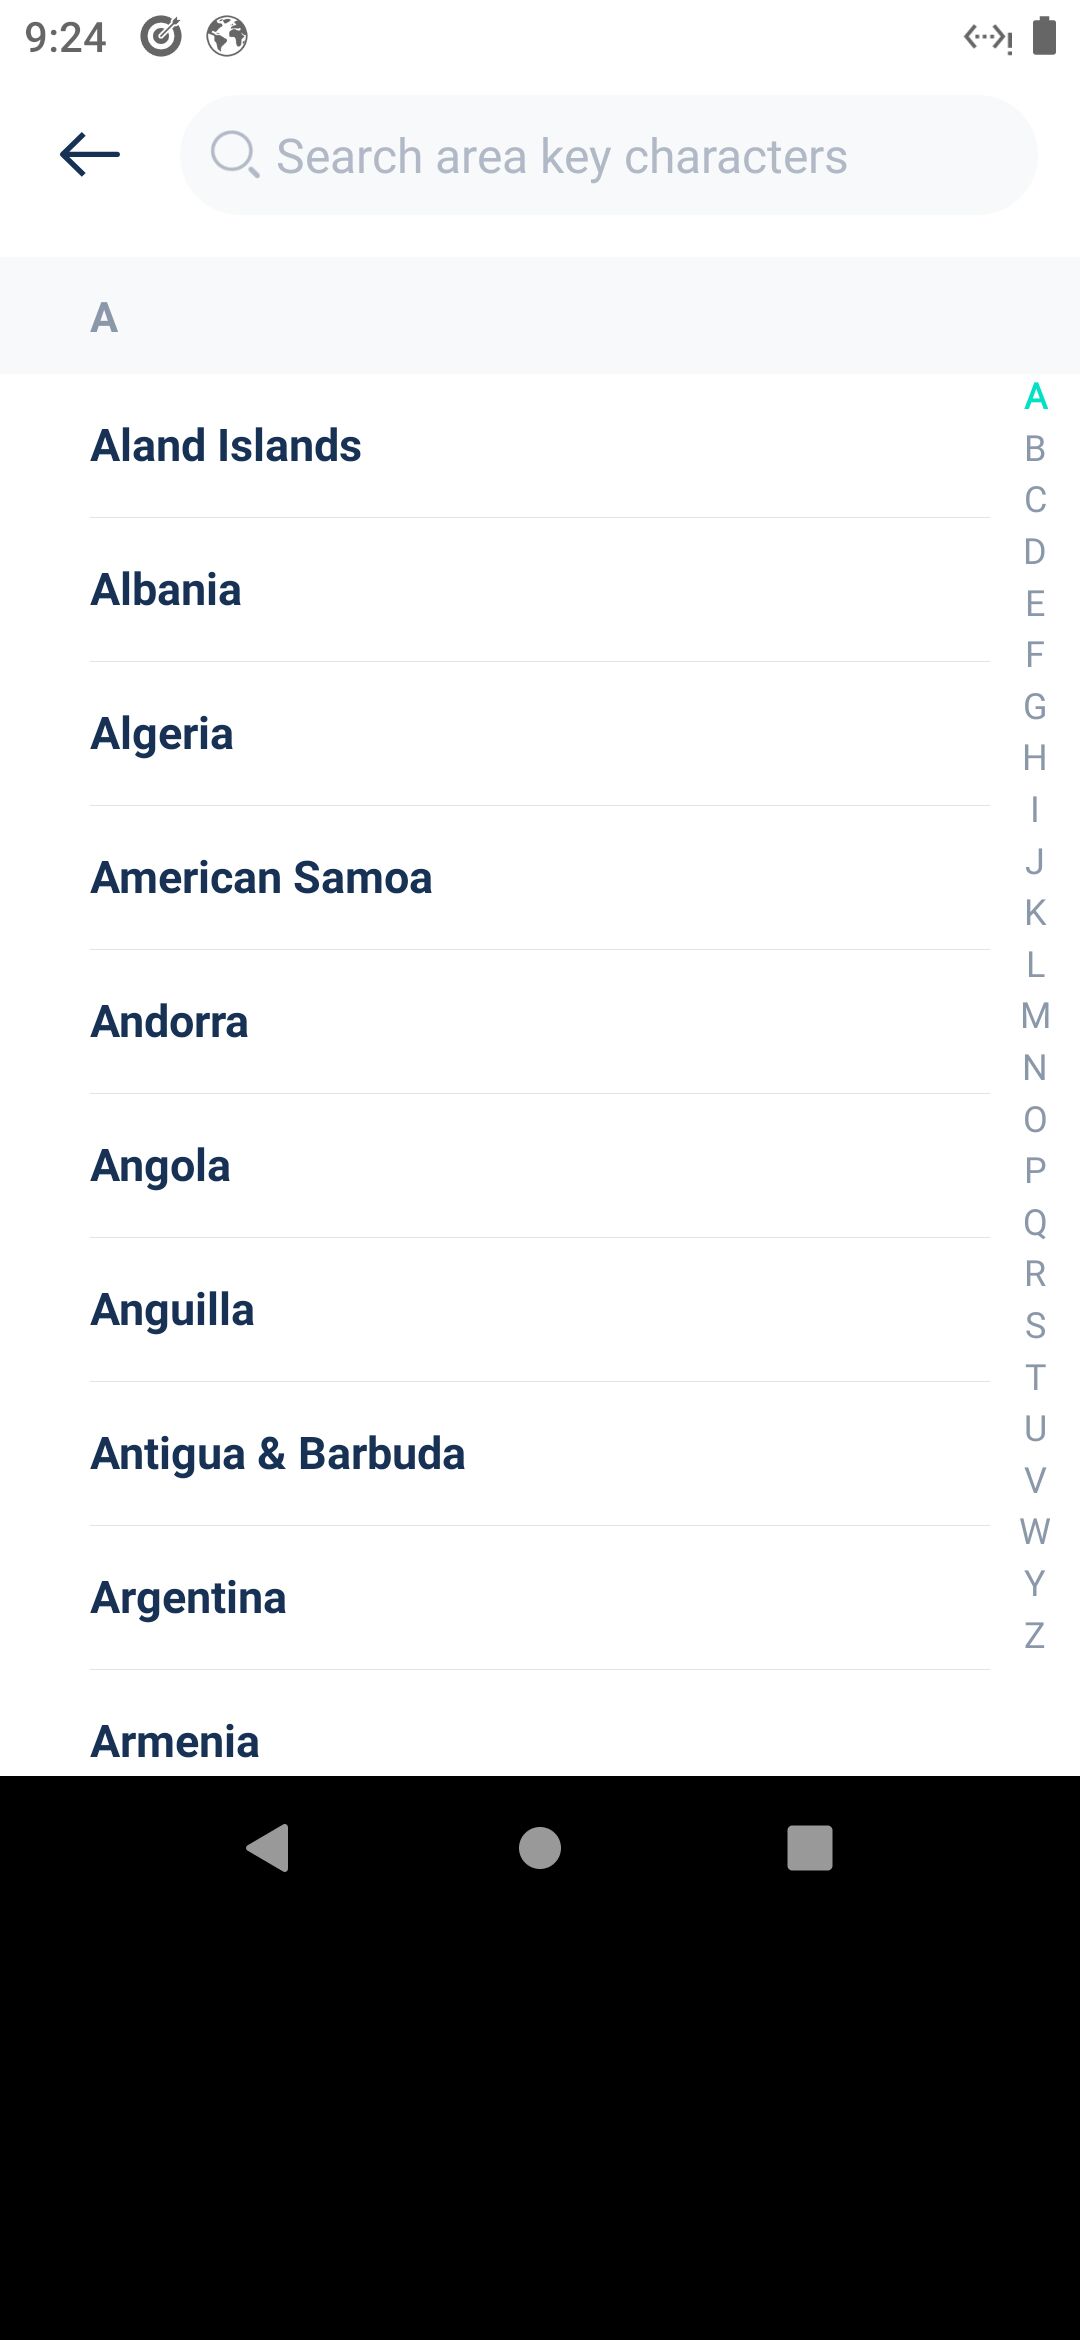 9:24
Search area key characters
A
Aland Islands
Albania
Algeria
American Samoa
Andorra
Angola
Anguilla
Antigua & Barbuda
Argentina
Armenia
A
B
C
D
E
F
G
H
I
J
K
L
M
N
O
P
Q
R
S
T
U
V
W
Y
Z